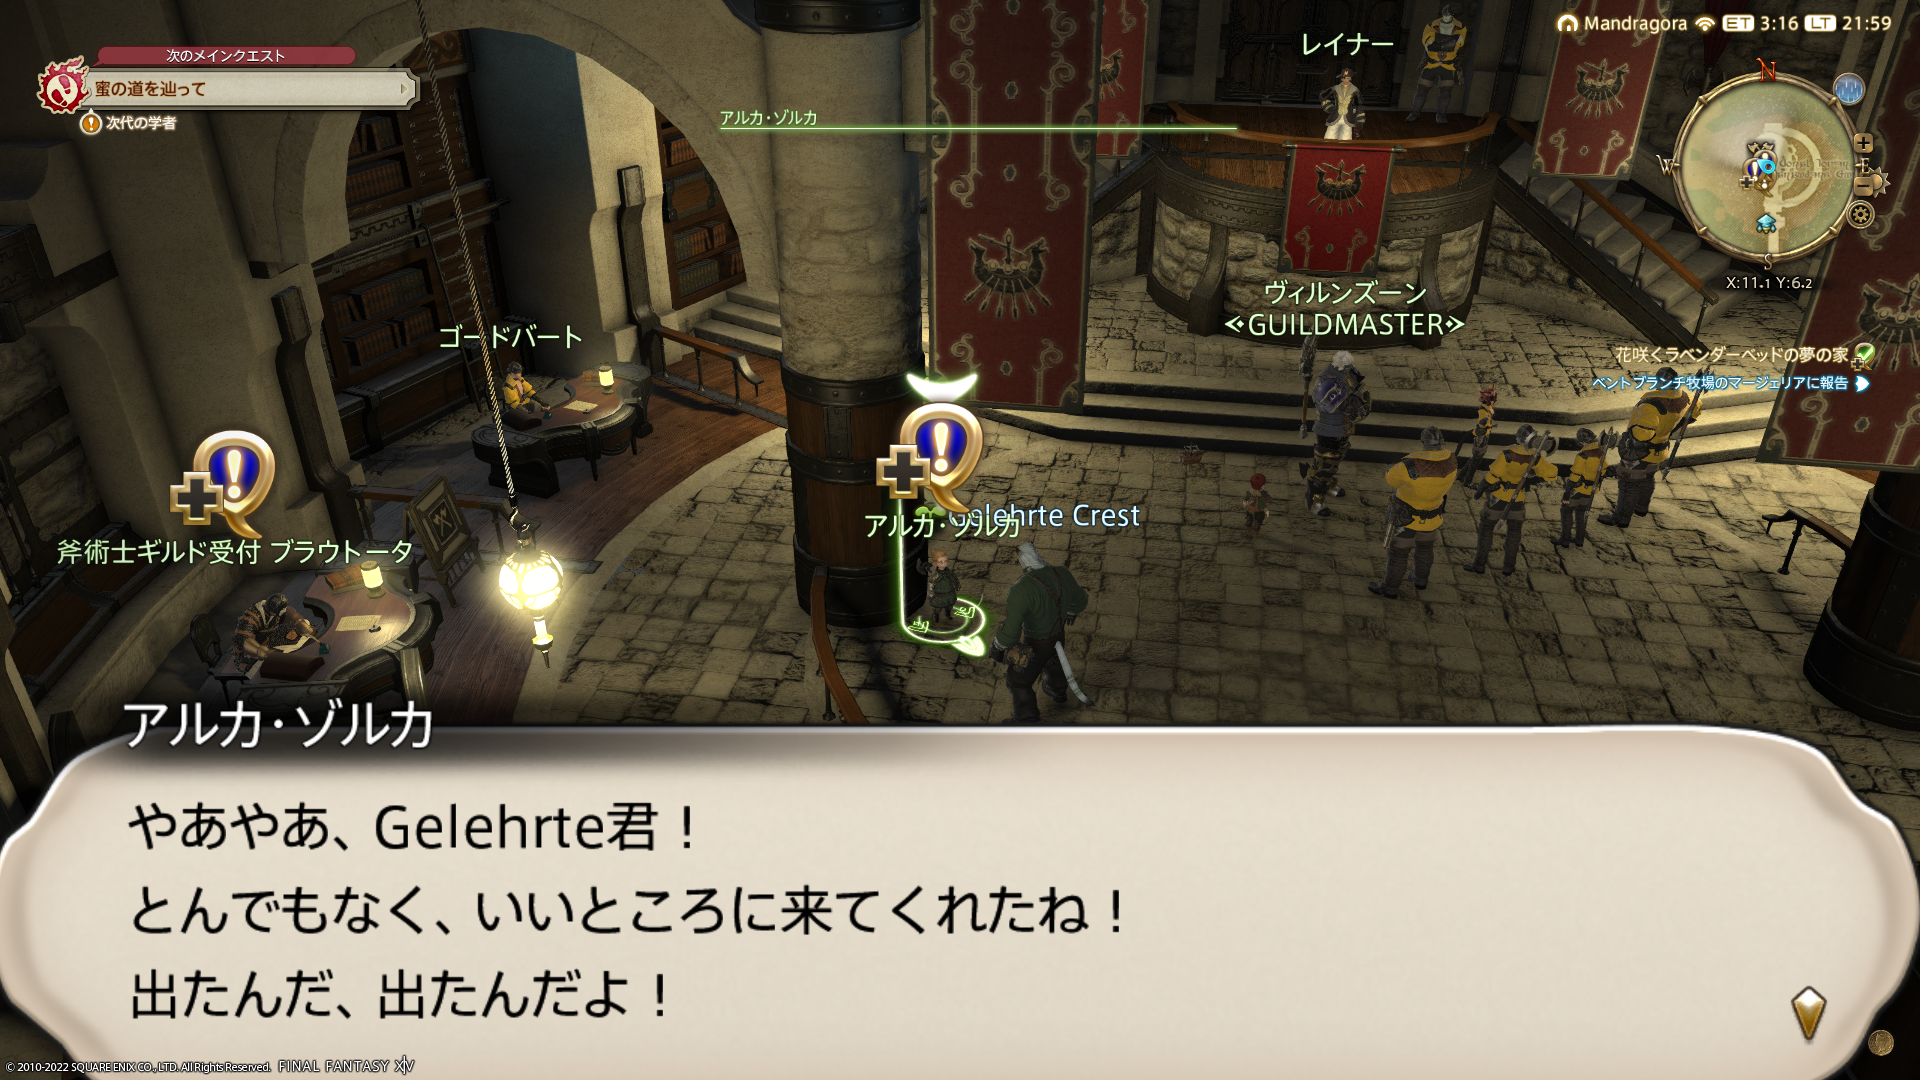 次のメインクエスト
蜜の道を辿って
次代の学者
Mandragora ET 3:16 LT 21:59
レイナー
アルカ・ゾルカ
N
W
E
S
X:11.1 Y:6.2
ヴィルンズーン
GUILDMASTER
ゴードバート
花咲くラベンダーベッドの夢の家
ベントブランチ牧場のマージェリアに報告
斧術士ギルド受付 ブラウトータ
アルカ・ゾルカ
Gelehrte Crest
アルカ・ゾルカ
やあやあ、Gelehrte君！
とんでもなく、いいところに来てくれたね！
出たんだ、出たんだよ！
© 2010-2022 SQUARE ENIX CO., LTD. All Rights Reserved. FINAL FANTASY XIV